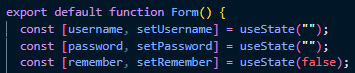 export default function Form() {
  const [username, setUsername] = useState("");
  const [password, setPassword] = useState("");
  const [remember, setRemember] = useState(false);